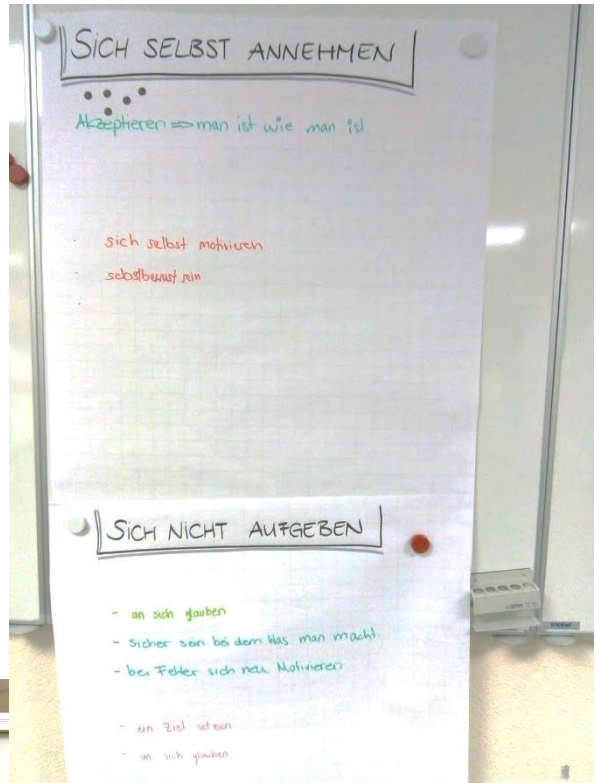 SICH SELBST ANNEHMEN
Akzeptieren ⇒ man ist wie man ist
· sich selbst motivieren
· selbstbewust sein
SICH NICHT AUFGEBEN
- an sich glauben
- sicher sein bei dem Was man macht.
- bei Fehler sich neu Motivieren
- ein Ziel setzen
- an sich glauben